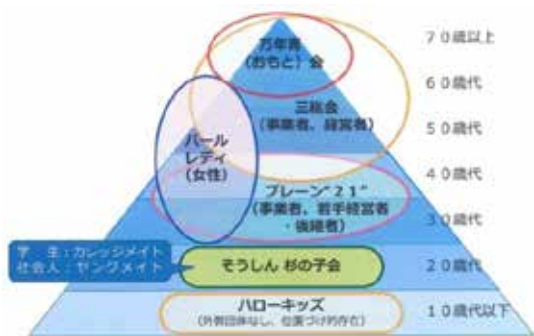 万年青
(おもと)会
三総会
(事業者、経営者)
パール
レディ
(女性)
ブレーン"21"
(事業者、若手経営者
・後継者)
学 生:カレッジメイト
社会人:ヤングメイト
そうしん 杉の子会
ハローキッズ
(外郭団体なし、位置づけ的存在)
70歳以上
60歳代
50歳代
40歳代
30歳代
20歳代
10歳代以下